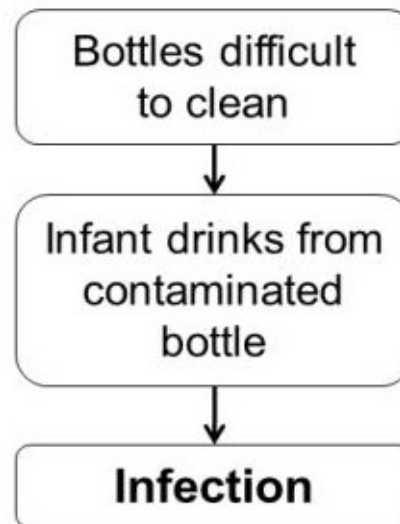 Bottles difficult
to clean
Infant drinks from
contaminated
bottle
Infection